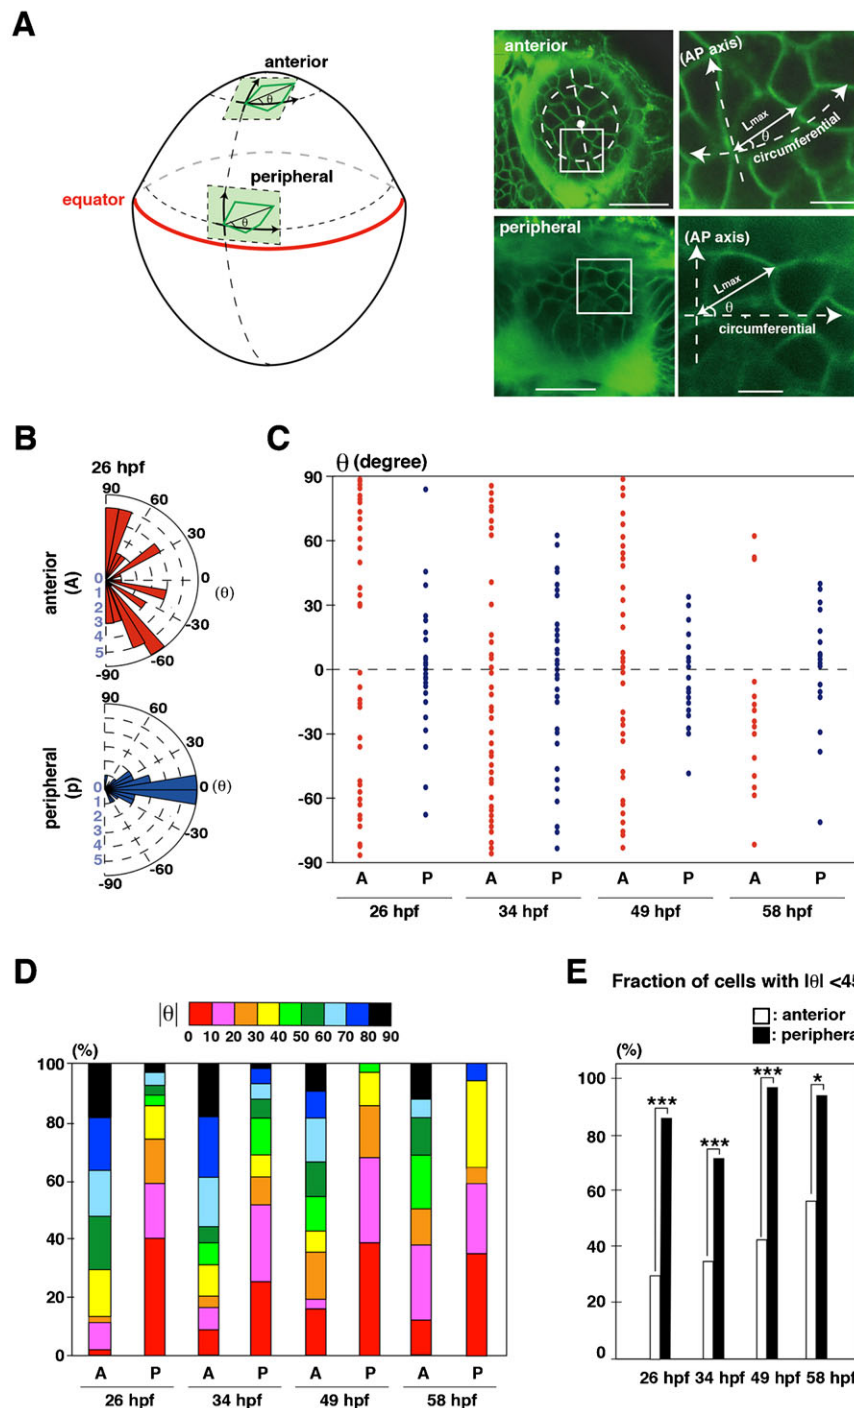 A
anterior
peripheral
equator
θ
θ
anterior
(AP axis)
Lmax
θ
circumferential
peripheral
(AP axis)
Lmax
θ
circumferential
B
26 hpf
90
60
30
0
(θ)
-30
-60
-90
0
1
2
3
4
5
anterior
(A)
90
60
30
0
(θ)
-30
-60
-90
0
1
2
3
4
5
peripheral
(p)
C
θ (degree)
90
60
30
0
-30
-60
-90
A P A P A P A P
26 hpf 34 hpf 49 hpf 58 hpf
D
|θ|
0 10 20 30 40 50 60 70 80 90
(%)
100
80
60
40
20
0
A P A P A P A P
26 hpf 34 hpf 49 hpf 58 hpf
E
Fraction of cells with |θ| <45
: anterior
: periphera
(%)
100
80
60
40
20
0
*** *** *** *
26 hpf 34 hpf 49 hpf 58 hpf